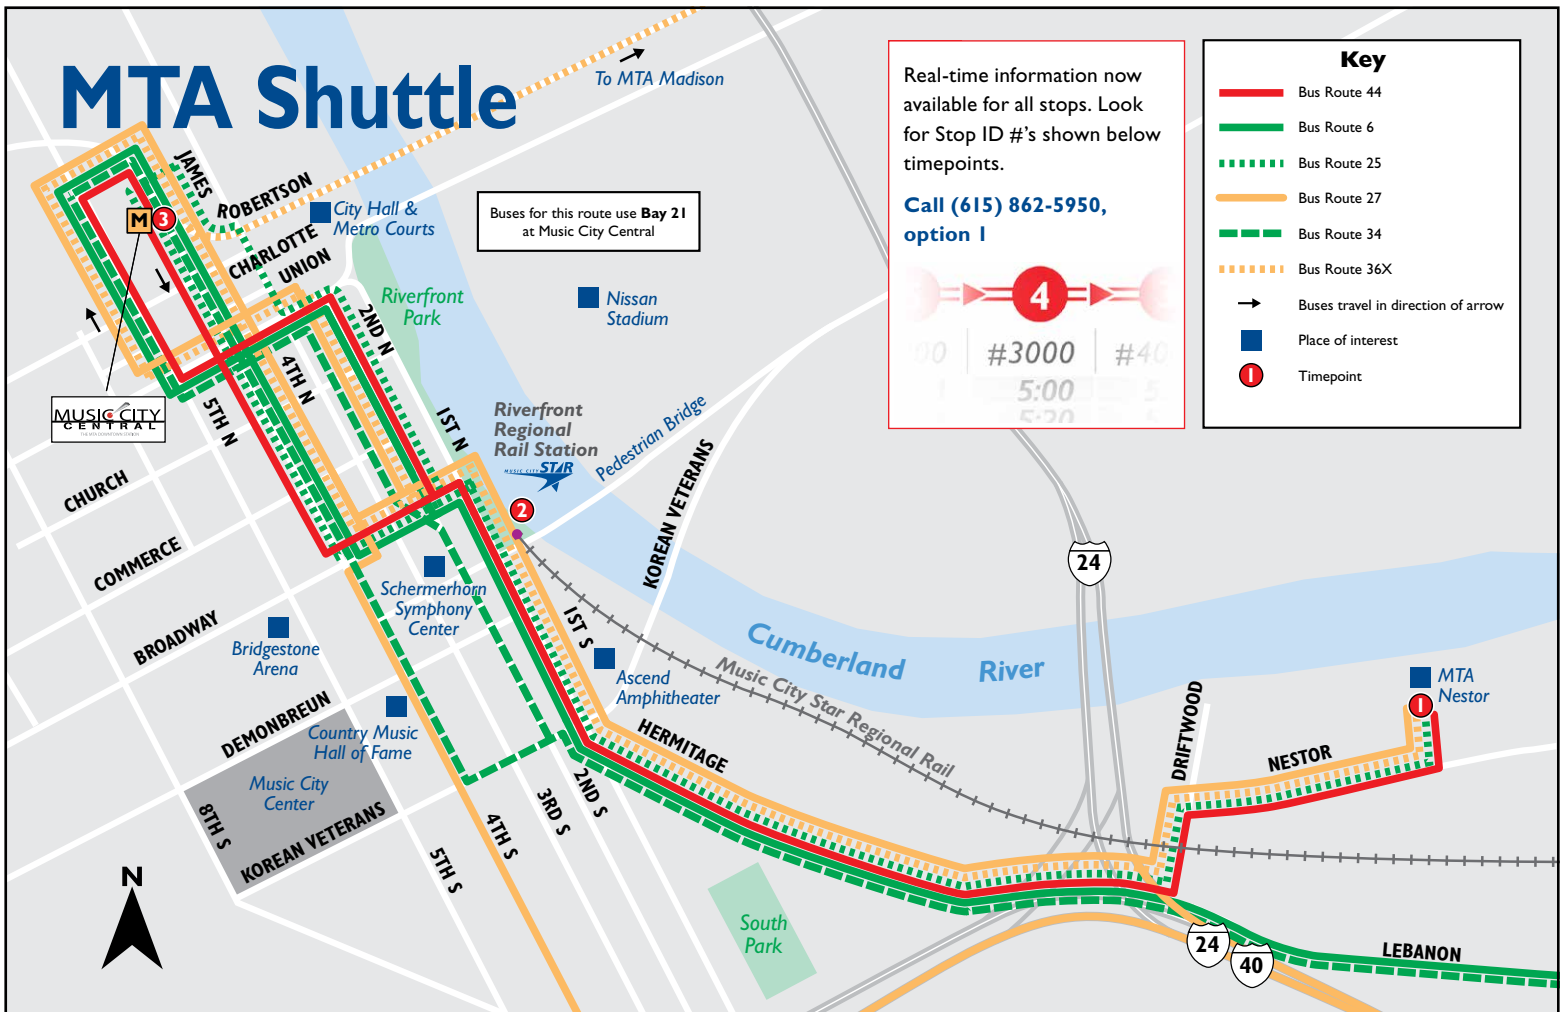 MTA Shuttle
To MTA Madison
Real-time information now
available for all stops. Look
for Stop ID #'s shown below
timepoints.
Call (615) 862-5950,
option 1
4
#3000
#40
5:00
5:30
Key
Bus Route 44
Bus Route 6
Bus Route 25
Bus Route 27
Bus Route 34
Bus Route 36X
Buses travel in direction of arrow
Place of interest
1
Timepoint
Buses for this route use Bay 21
at Music City Central
JAMES
ROBERTSON
City Hall &
Metro Courts
CHARLOTTE
UNION
M
3
Riverfront
Park
Nissan
Stadium
2ND N
4TH N
5TH N
1ST N
MUSIC CITY
CENTRAL
Riverfront
Regional
Rail Station
MUSIC CITY
STAR
Pedestrian Bridge
KOREAN VETERANS
2
CHURCH
COMMERCE
BROADWAY
24
Schermerhorn
Symphony
Center
1ST S
Bridgestone
Arena
Ascend
Amphitheater
Cumberland
River
Music City Star Regional Rail
DRIFTWOOD
MTA
Nestor
1
DEMONBREUN
Country Music
Hall of Fame
HERMITAGE
NESTOR
Music City
Center
8TH S
KOREAN VETERANS
5TH S
4TH S
3RD S
2ND S
N
South
Park
24
40
LEBANON